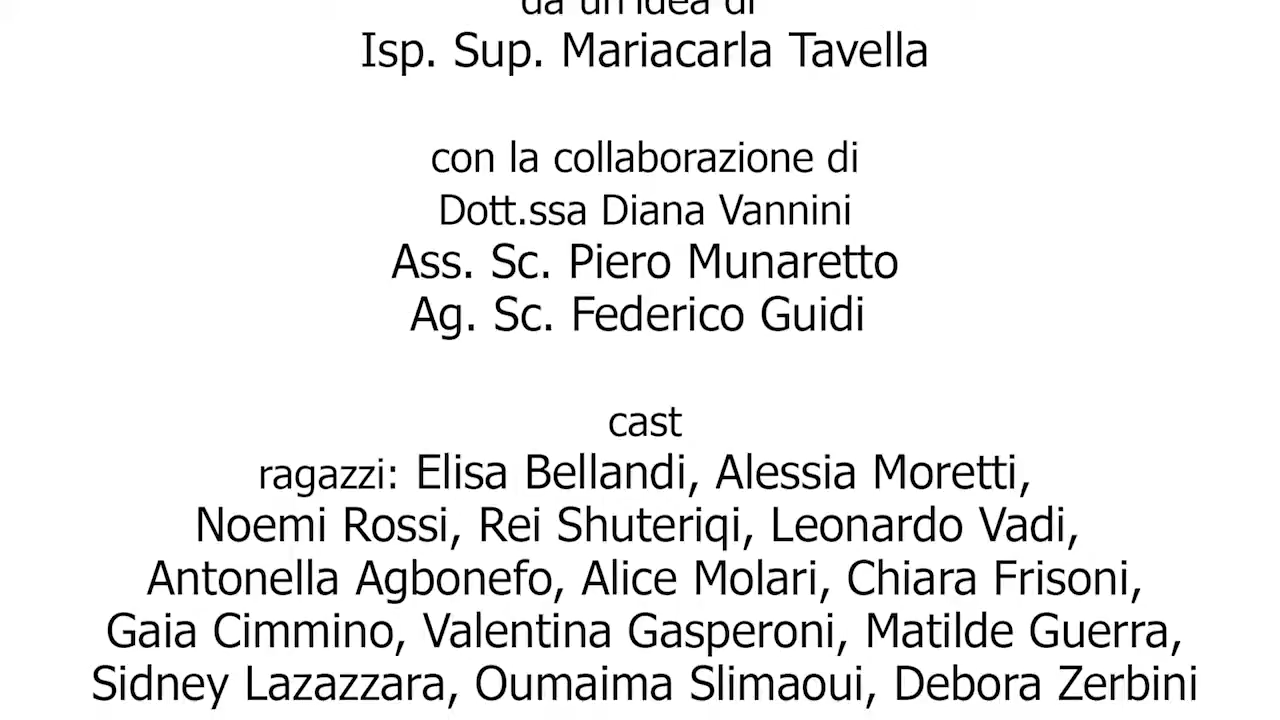 da un'idea di
Isp. Sup. Mariacarla Tavella
con la collaborazione di
Dott.ssa Diana Vannini
Ass. Sc. Piero Munaretto
Ag. Sc. Federico Guidi
cast
ragazzi: Elisa Bellandi, Alessia Moretti,
Noemi Rossi, Rei Shuteriqi, Leonardo Vadi,
Antonella Agbonefo, Alice Molari, Chiara Frisoni,
Gaia Cimmino, Valentina Gasperoni, Matilde Guerra,
Sidney Lazazzara, Oumaima Slimaoui, Debora Zerbini